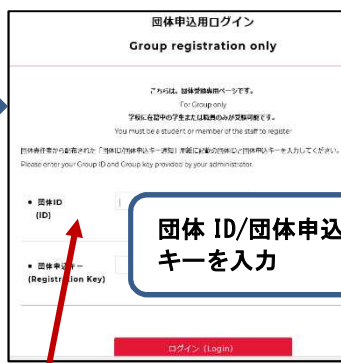 団体申込用ログイン
Group registration only
こちらは、団体受験専用ページです。
For Group only
学校に在籍中の学生または職員のみが受験可能です。
You must be a student or member of the staff to register
団体責任者から配布された「団体ID/団体申込キー通知」用紙に記載の団体IDと団体申込キーを入力してください。
Please enter your Group ID and Group key provided by your administrator.
団体ID
(ID)
団体 ID/団体申込
キーを入力
団体申込キー
(Registration Key)
ログイン (Login)